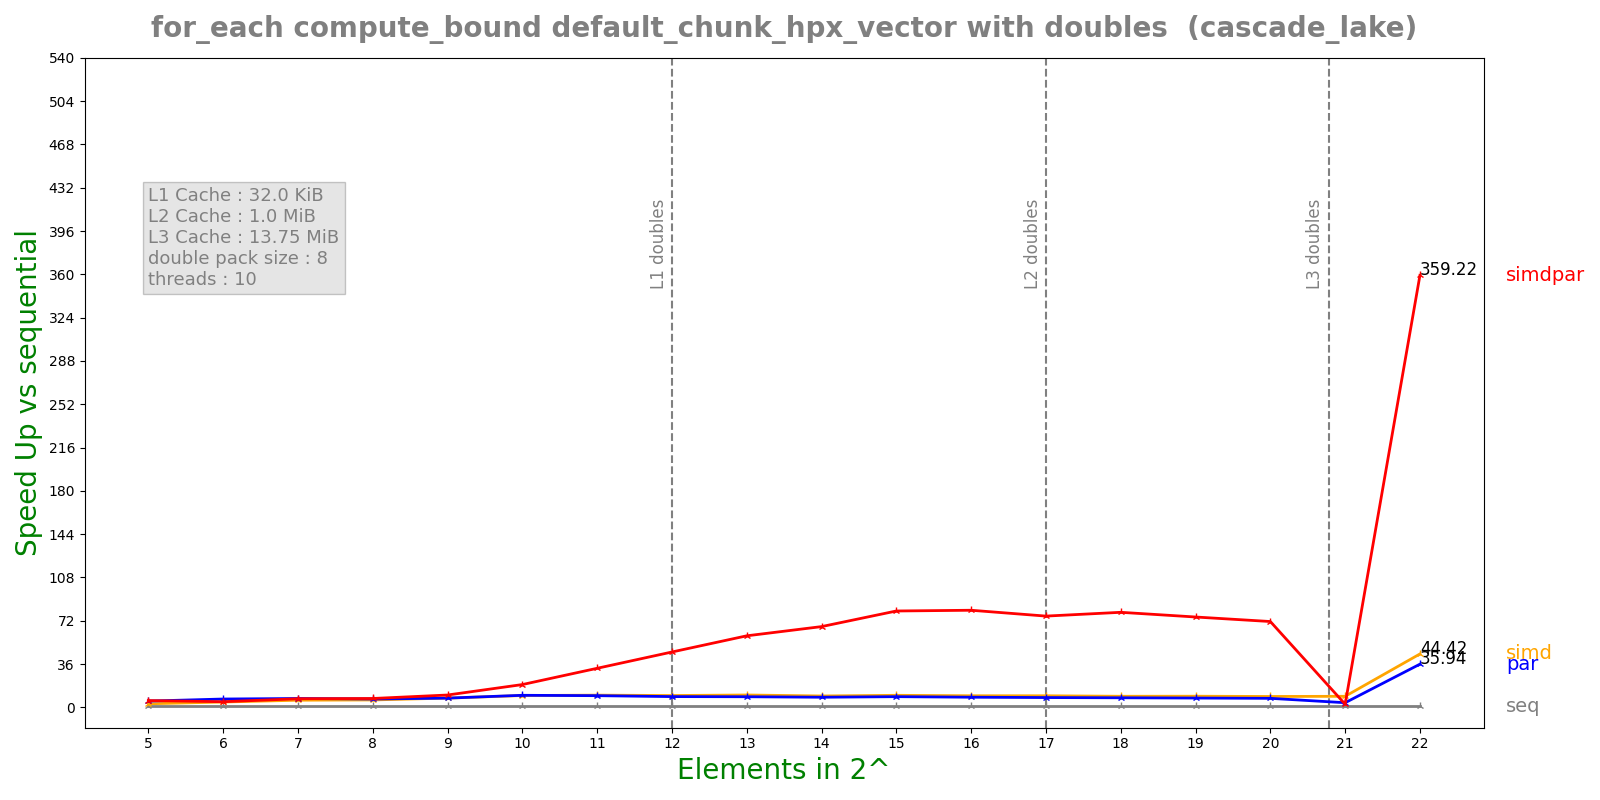 for_each compute_bound default_chunk_hpx_vector with doubles  (cascade_lake)
Speed Up vs sequential
540
504
468
432
396
360
324
288
252
216
180
144
108
72
36
0
L1 Cache : 32.0 KiB
L2 Cache : 1.0 MiB
L3 Cache : 13.75 MiB
double pack size : 8
threads : 10
L1 doubles
L2 doubles
L3 doubles
359.22
44.42
35.94
simdpar
simd
par
seq
5 6 7 8 9 10 11 12 13 14 15 16 17 18 19 20 21 22
Elements in 2^